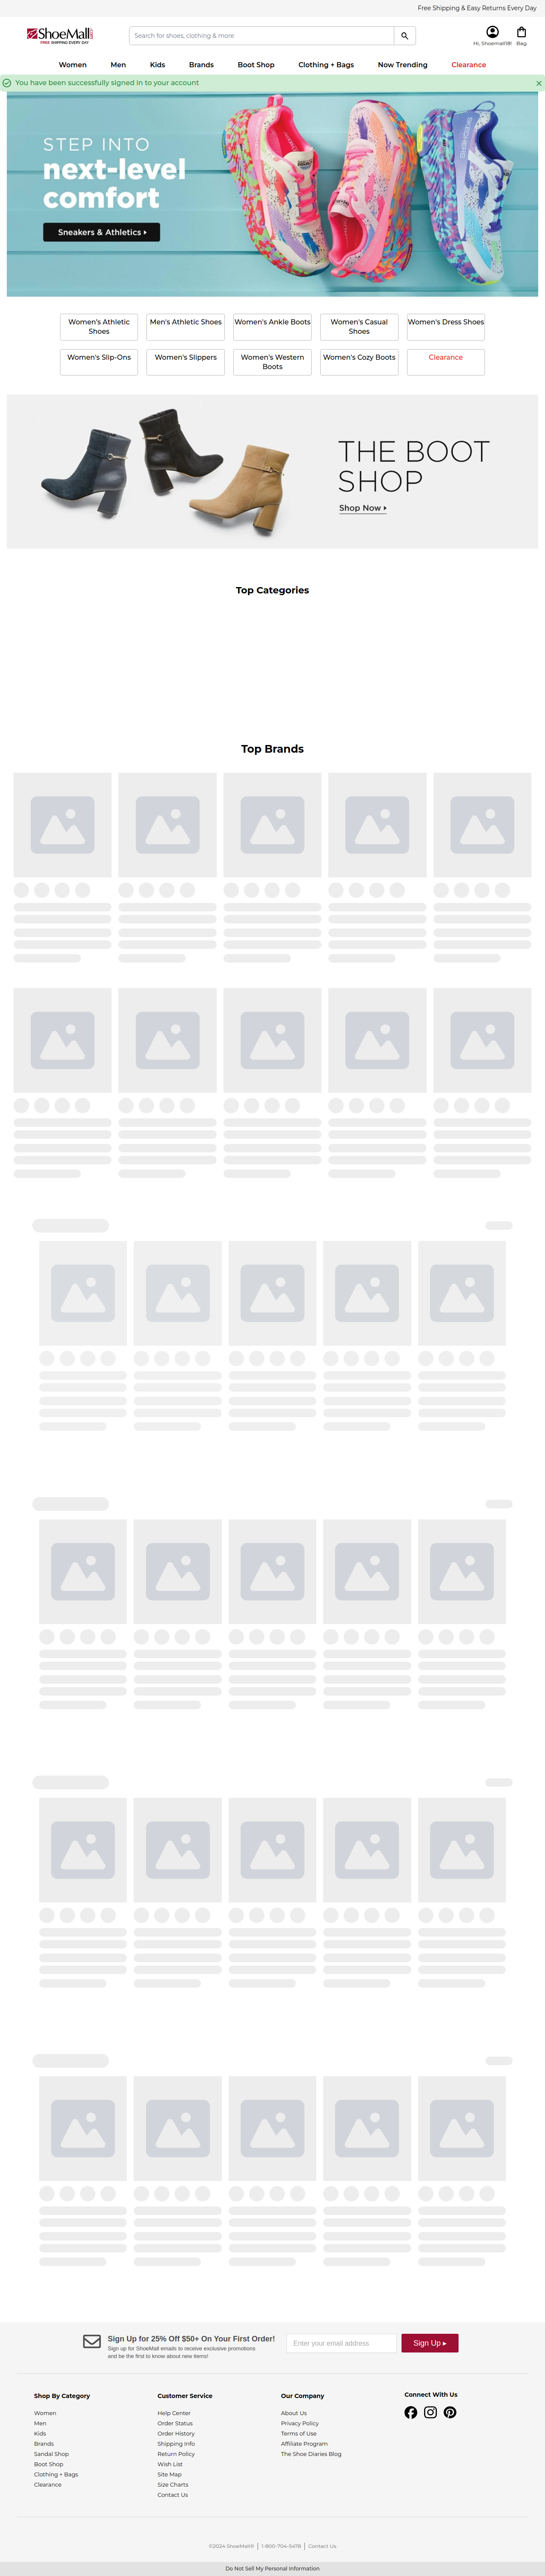 Free Shipping & Easy Returns Every Day
ShoeMall
FREE SHIPPING EVERY DAY
Search for shoes, clothing & more
Hi, Shoemall18!
Bag
Women Men Kids Brands Boot Shop Clothing + Bags Now Trending Clearance
You have been successfully signed in to your account
STEP INTO
next-level
comfort
Sneakers & Athletics
Women's Athletic
Shoes
Men's Athletic Shoes
Women's Ankle Boots
Women's Casual
Shoes
Women's Dress Shoes
Women's Slip-Ons
Women's Slippers
Women's Western
Boots
Women's Cozy Boots
Clearance
THE BOOT
SHOP
Shop Now
Top Categories
Top Brands
Sign Up for 25% Off $50+ On Your First Order!
Sign up for ShoeMall emails to receive exclusive promotions
and be the first to know about new items!
Enter your email address
Sign Up ▸
Shop By Category
Women
Men
Kids
Brands
Sandal Shop
Boot Shop
Clothing + Bags
Clearance
Customer Service
Help Center
Order Status
Order History
Shipping Info
Return Policy
Wish List
Site Map
Size Charts
Contact Us
Our Company
About Us
Privacy Policy
Terms of Use
Affiliate Program
The Shoe Diaries Blog
Connect With Us
©2024 ShoeMall® | 1-800-704-5478 | Contact Us
Do Not Sell My Personal Information